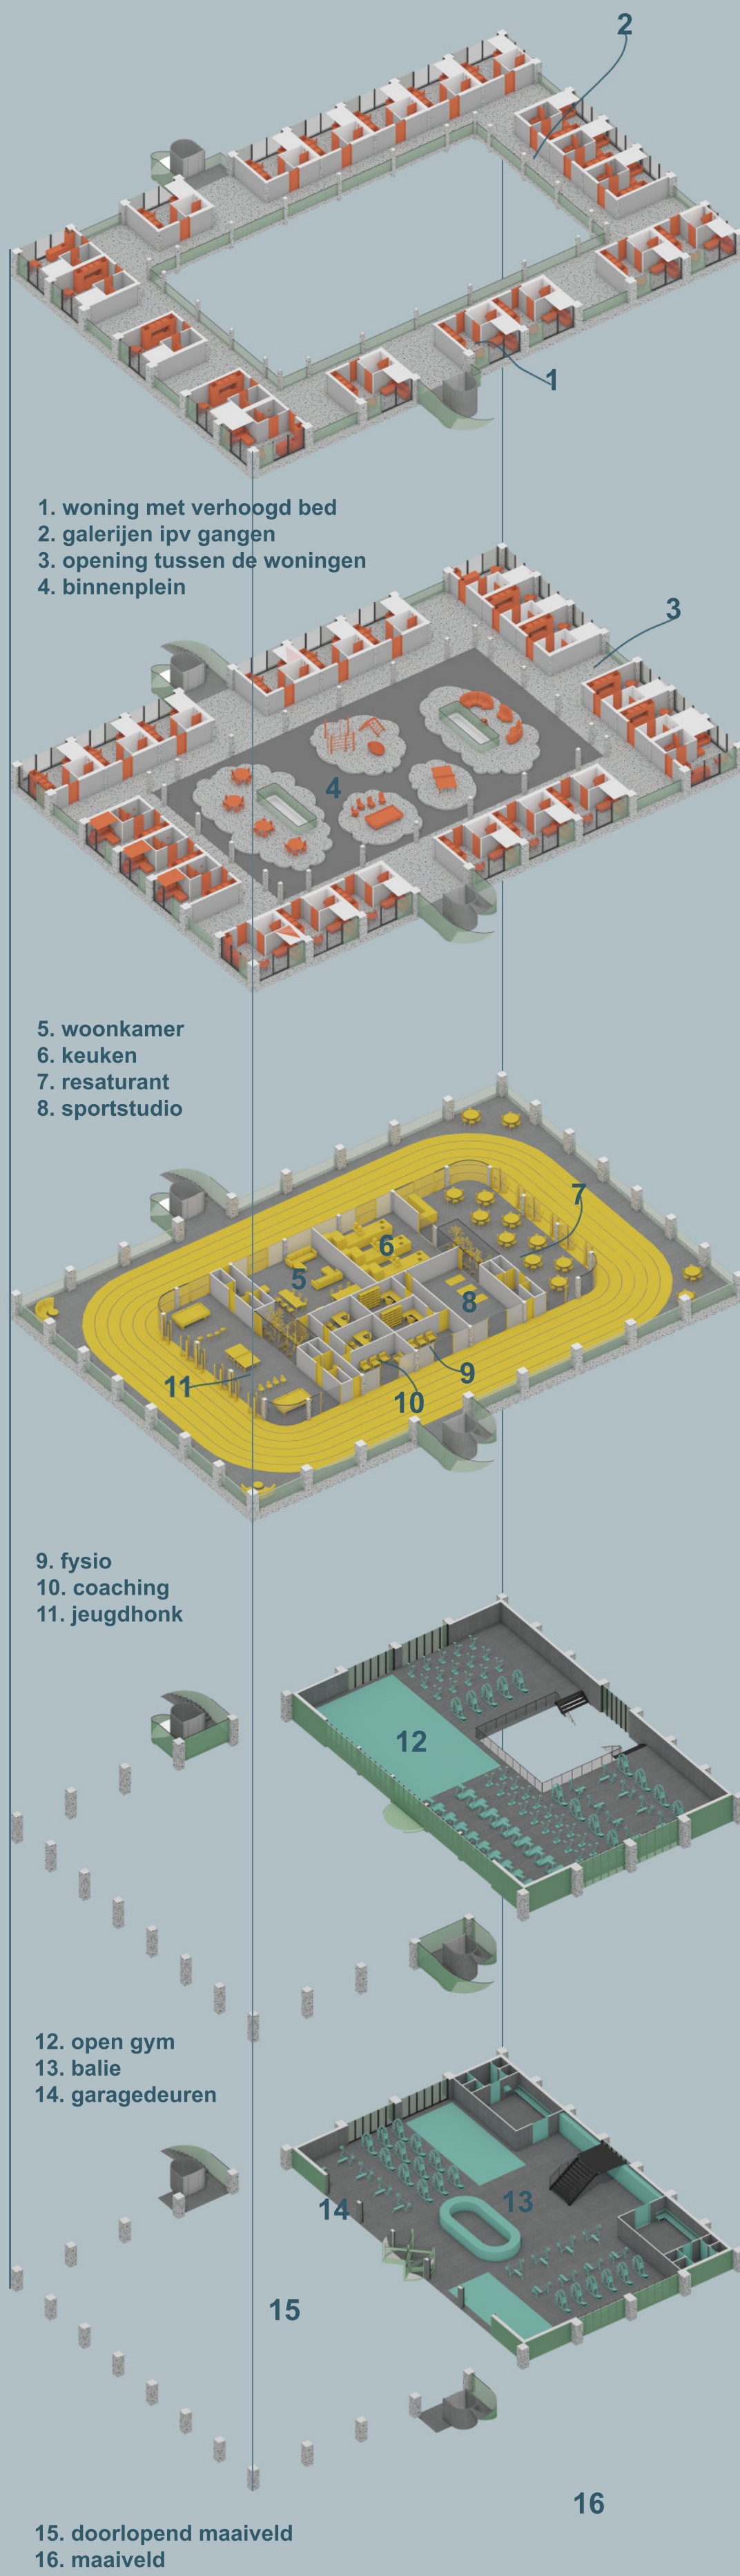 2
1
1. woning met verhoogd bed
2. galerijen ipv gangen
3. opening tussen de woningen
4. binnenplein
3
4
5. woonkamer
6. keuken
7. resaturant
8. sportstudio
7
6
5
8
9
11
10
9. fysio
10. coaching
11. jeugdhonk
12
12. open gym
13. balie
14. garagedeuren
13
14
15
16
15. doorlopend maaiveld
16. maaiveld